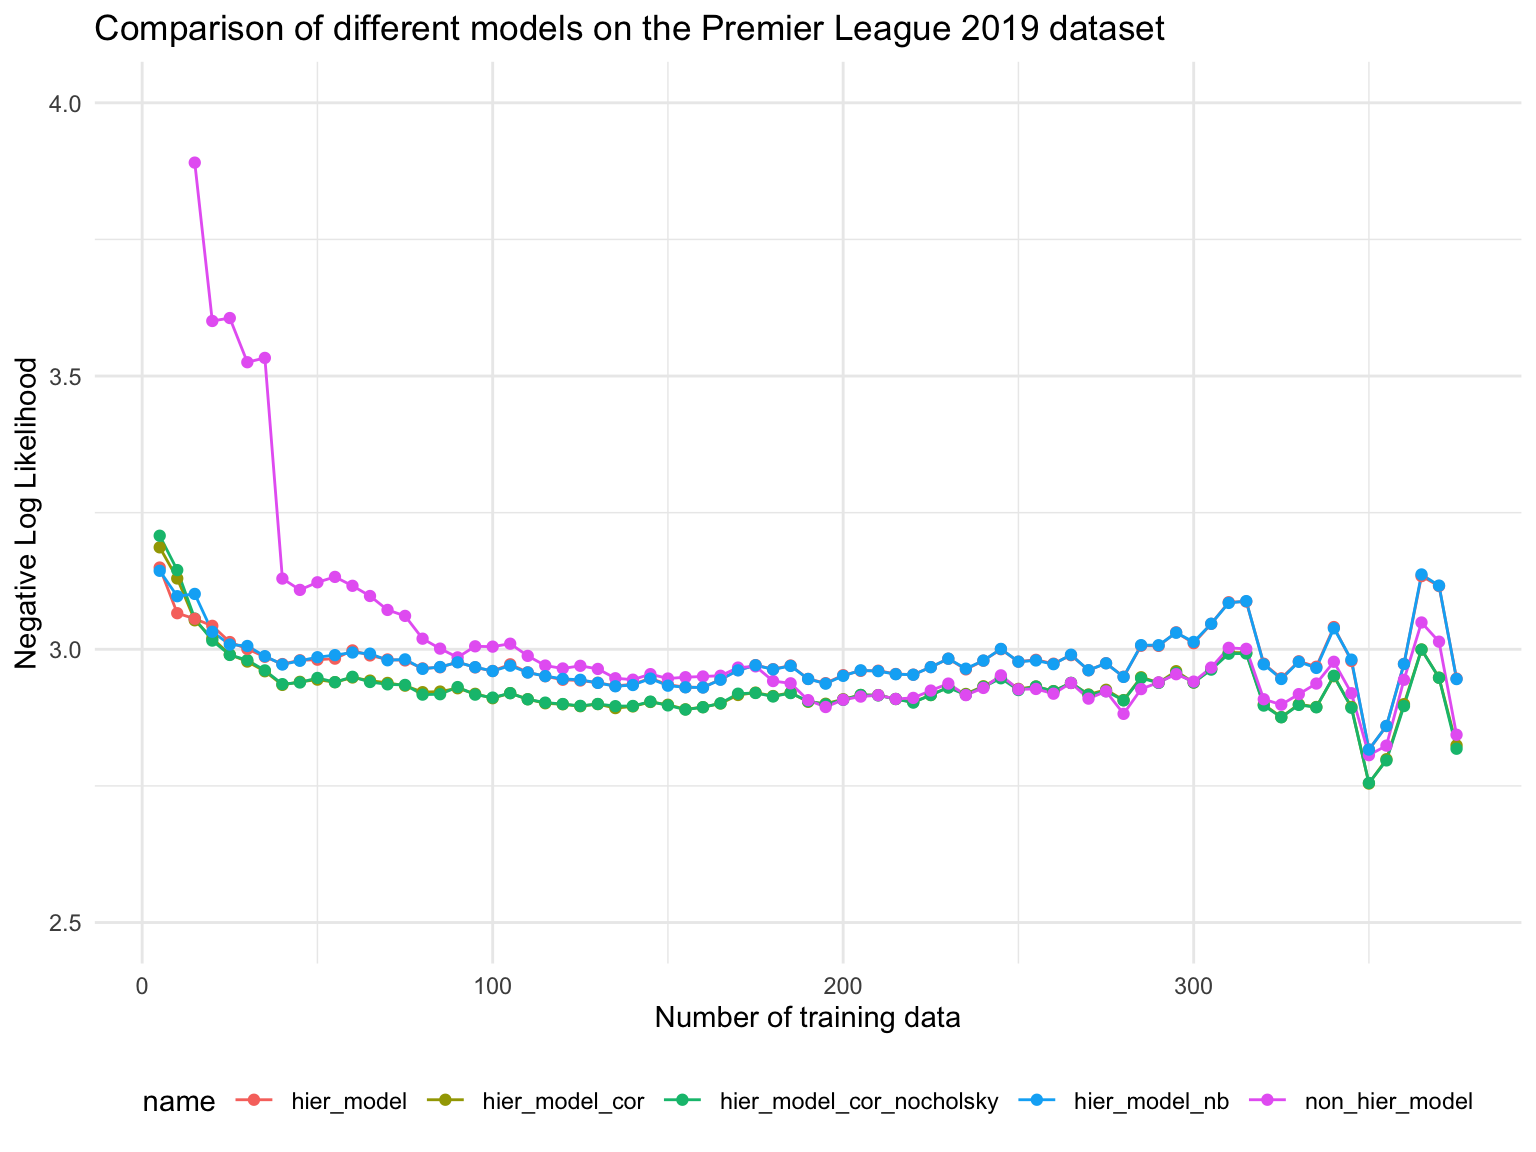 Comparison of different models on the Premier League 2019 dataset
4.0
3.5
3.0
2.5
Negative Log Likelihood
0 100 200 300
Number of training data
name hier_model hier_model_cor hier_model_cor_nocholsky hier_model_nb non_hier_model